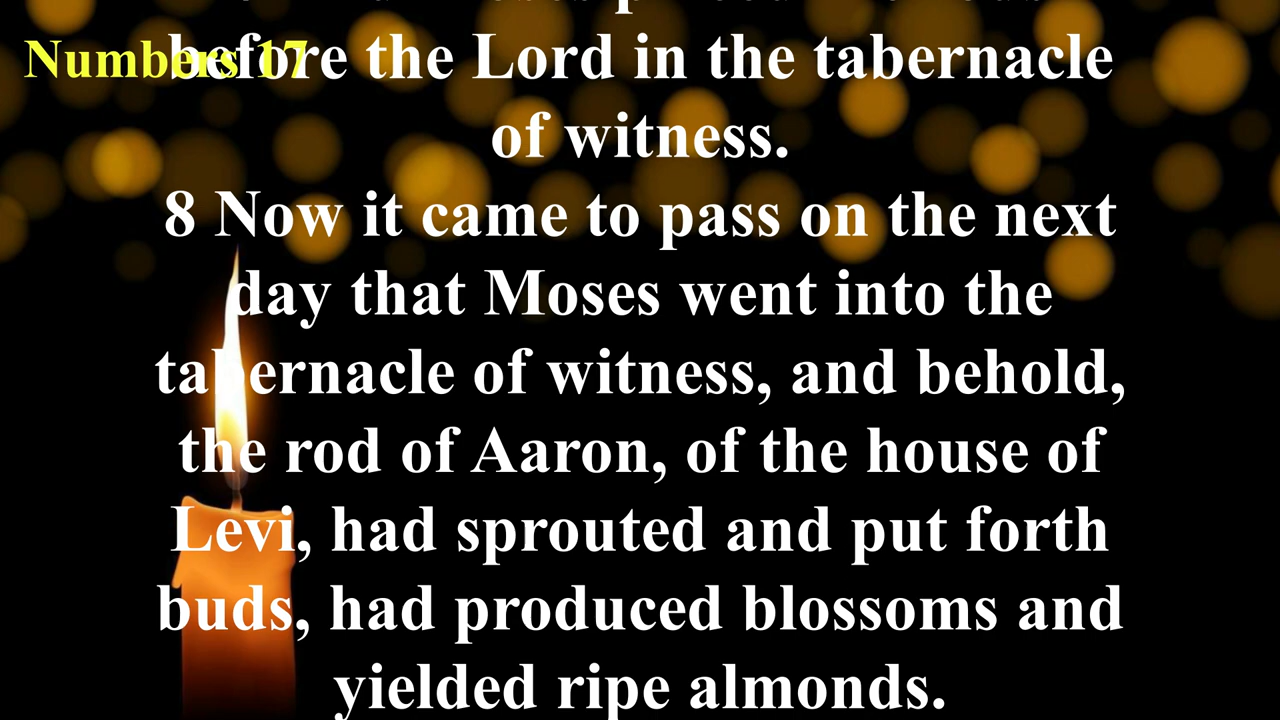 Numbers 17
before the Lord in the tabernacle
of witness.
8 Now it came to pass on the next
day that Moses went into the
tabernacle of witness, and behold,
the rod of Aaron, of the house of
Levi, had sprouted and put forth
buds, had produced blossoms and
yielded ripe almonds.